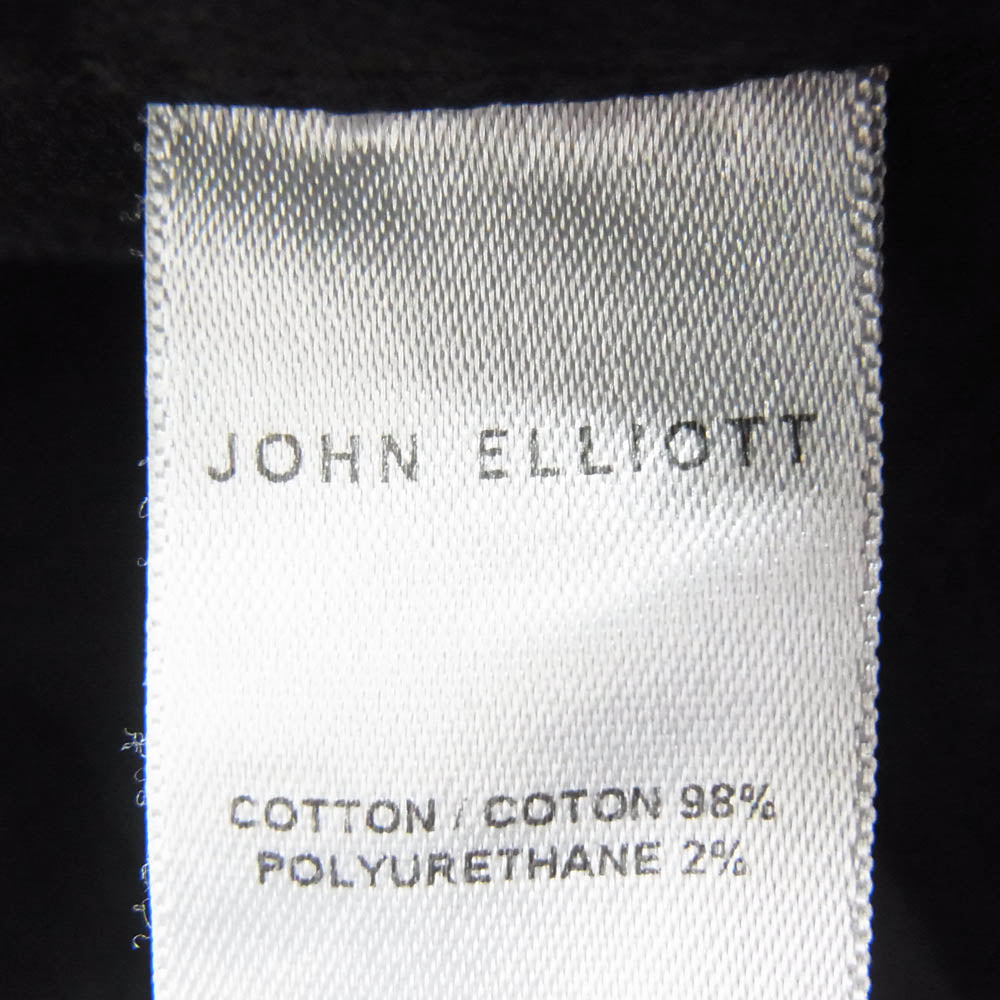 JOHN ELLIOTT
COTTON / COTON 98%
POLYURETHANE 2%